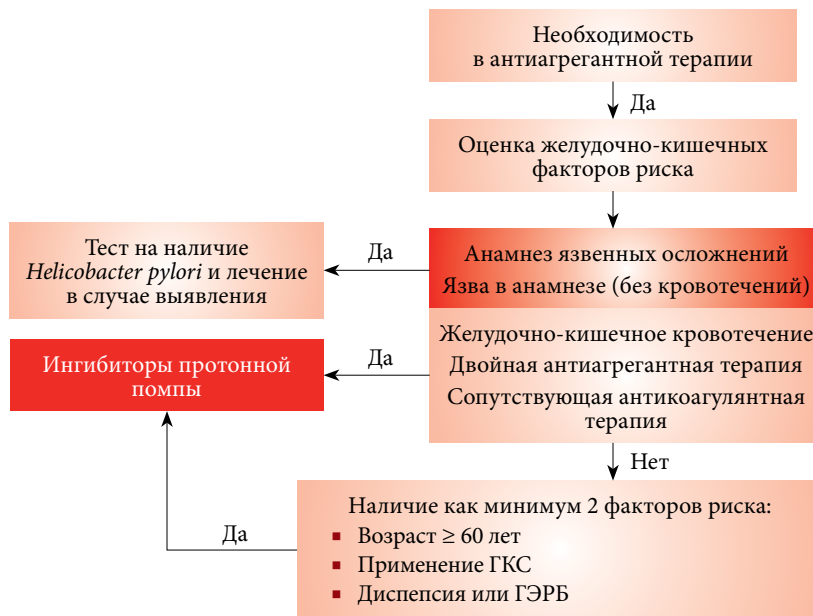 Необходимость
в антиагрегантной терапии
Да
Оценка желудочно-кишечных
факторов риска
Тест на наличие
Helicobacter pylori и лечение
в случае выявления
Да
Анамнез язвенных осложнений
Язва в анамнезе (без кровотечений)
Ингибиторы протонной
помпы
Да
Желудочно-кишечное кровотечение
Двойная антиагрегантная терапия
Сопутствующая антикоагулянтная
терапия
Нет
Да
Наличие как минимум 2 факторов риска:
▪ Возраст ≥ 60 лет
▪ Применение ГКС
▪ Диспепсия или ГЭРБ